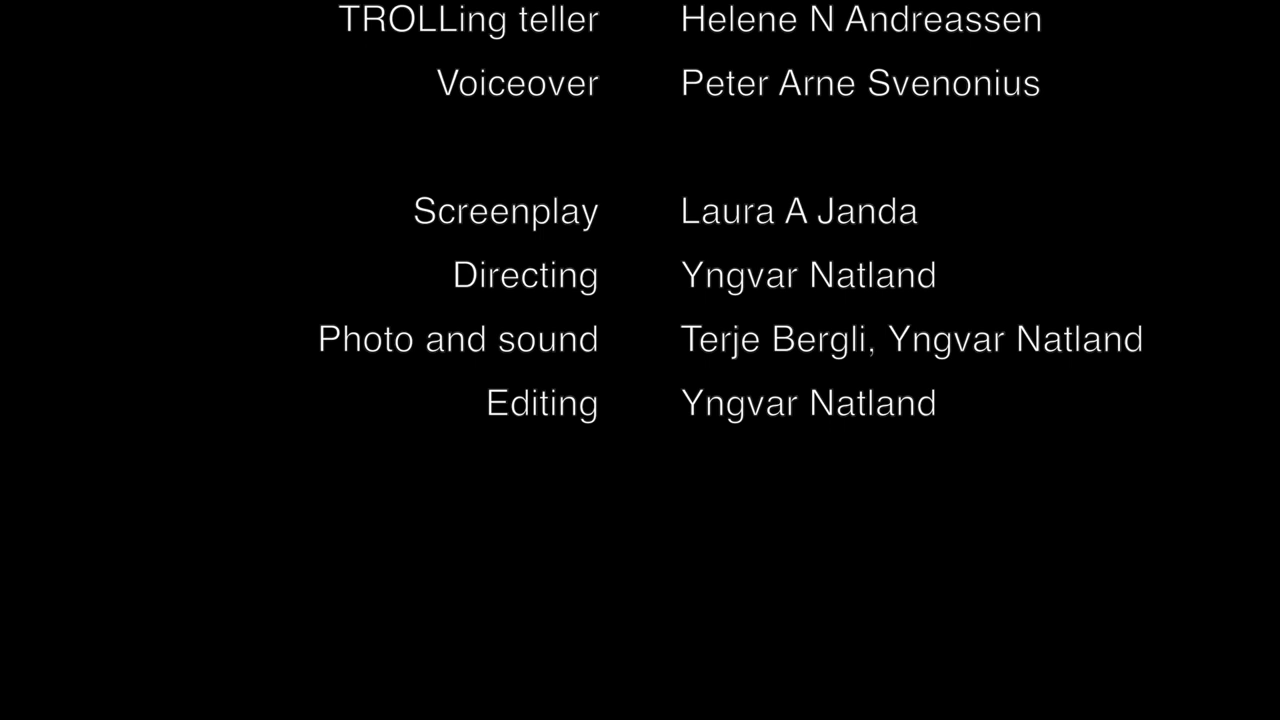 TROLLing teller Helene N Andreassen
Voiceover Peter Arne Svenonius
Screenplay Laura A Janda
Directing Yngvar Natland
Photo and sound Terje Bergli, Yngvar Natland
Editing Yngvar Natland